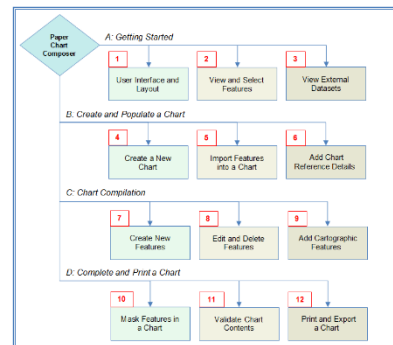 Paper
Chart
Composer
A: Getting Started
1
2
3
User Interface and
Layout
View and Select
Features
View External
Datasets
B: Create and Populate a Chart
4
5
6
Create a New
Chart
Import Features
into a Chart
Add Chart
Reference Details
C: Chart Compilation
7
8
9
Create New
Features
Edit and Delete
Features
Add Cartographic
Features
D: Complete and Print a Chart
10
11
12
Mask Features in
a Chart
Validate Chart
Contents
Print and Export
a Chart